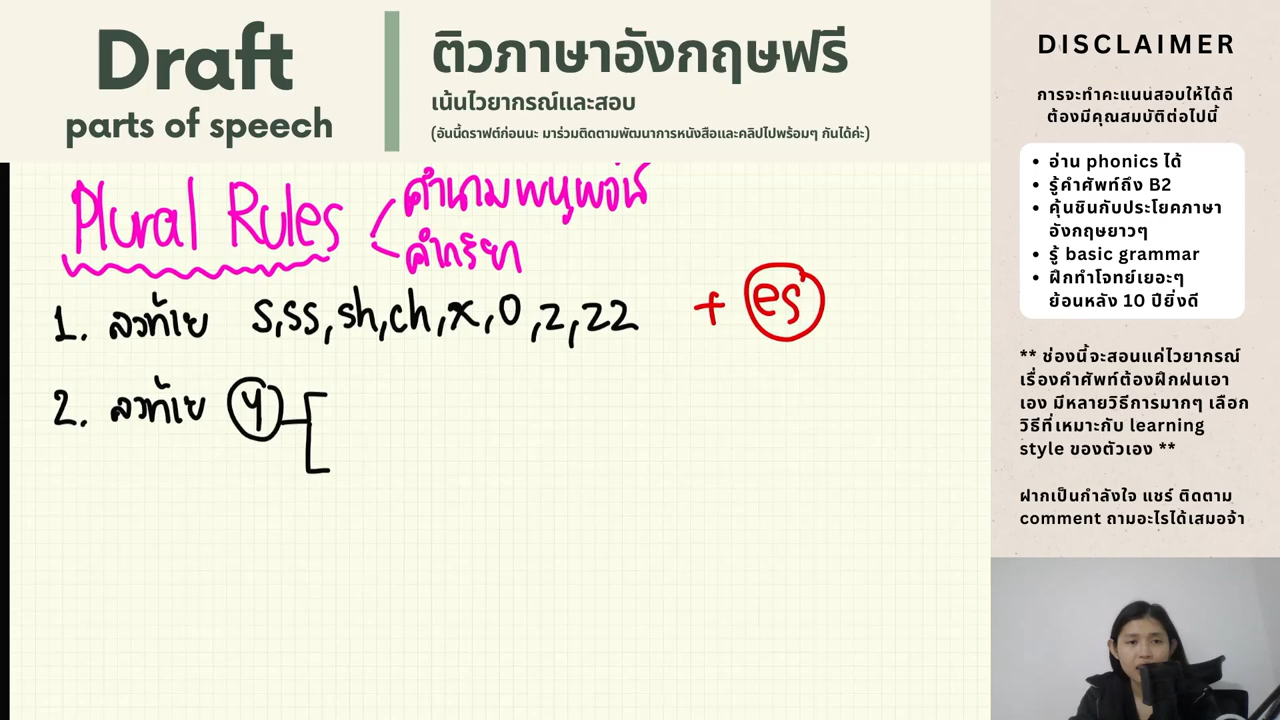 Draft
parts of speech
ติวภาษาอังกฤษฟรี
เน้นไวยากรณ์และสอบ
(อันนี้ดราฟต์ก่อนนะ มาร่วมติดตามพัฒนาการหนังสือและคลิปไปพร้อมๆ กันได้ค่ะ)
Plural Rules
คำนามพหูพจน์
คำกริยา
1. ลงท้าย s, ss, sh, ch, x, o, z, zz + es
2. ลงท้าย y
DISCLAIMER
การจะทำคะแนนสอบให้ได้ดี
ต้องมีคุณสมบัติต่อไปนี้
• อ่าน phonics ได้
• รู้คำศัพท์ถึง B2
• คุ้นชินกับประโยคภาษา
อังกฤษยาวๆ
• รู้ basic grammar
• ฝึกทำโจทย์เยอะๆ
ย้อนหลัง 10 ปียิ่งดี
** ช่องนี้จะสอนแค่ไวยากรณ์
เรื่องคำศัพท์ต้องฝึกฝนเอา
เอง มีหลายวิธีการมากๆ เลือก
วิธีที่เหมาะกับ learning
style ของตัวเอง **
ฝากเป็นกำลังใจ แชร์ ติดตาม
comment ถามอะไรได้เสมอจ้า